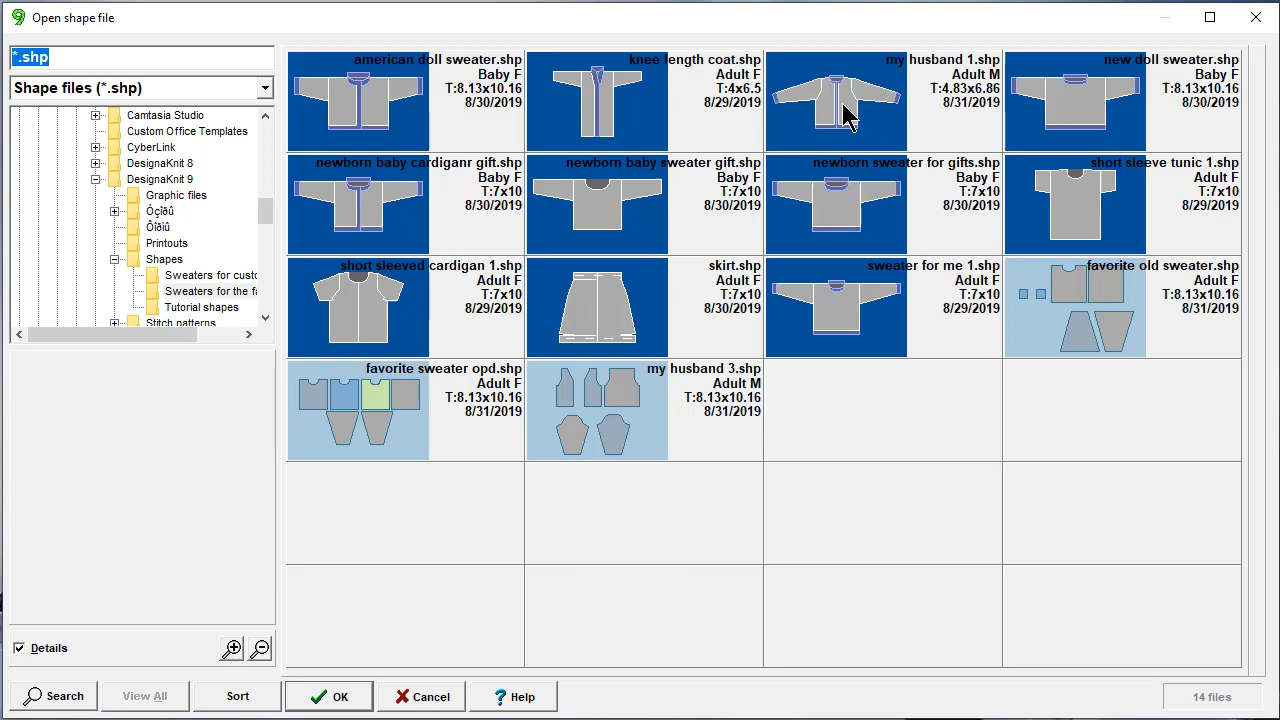 Open shape file
*.shp
Shape files (*.shp)
Camtasia Studio
Custom Office Templates
CyberLink
DesignaKnit 8
DesignaKnit 9
Graphic files
Óçîðû
Ôîðìû
Printouts
Shapes
Sweaters for custo
Sweaters for the fa
Tutorial shapes
Stitch patterns
Details
american doll sweater.shp
Baby F
T:8.13x10.16
8/30/2019
knee length coat.shp
Adult F
T:4x6.5
8/29/2019
my husband 1.shp
Adult M
T:4.83x6.86
8/31/2019
new doll sweater.shp
Baby F
T:8.13x10.16
8/30/2019
newborn baby cardiganr gift.shp
Baby F
T:7x10
8/30/2019
newborn baby sweater gift.shp
Baby F
T:7x10
8/30/2019
newborn sweater for gifts.shp
Baby F
T:7x10
8/30/2019
short sleeve tunic 1.shp
Adult F
T:7x10
8/29/2019
short sleeved cardigan 1.shp
Adult F
T:7x10
8/29/2019
skirt.shp
Adult F
T:7x10
8/30/2019
sweater for me 1.shp
Adult F
T:7x10
8/29/2019
favorite old sweater.shp
Adult F
T:8.13x10.16
8/31/2019
favorite sweater opd.shp
Adult F
T:8.13x10.16
8/31/2019
my husband 3.shp
Adult M
T:8.13x10.16
8/31/2019
Search
View All
Sort
OK
Cancel
Help
14 files